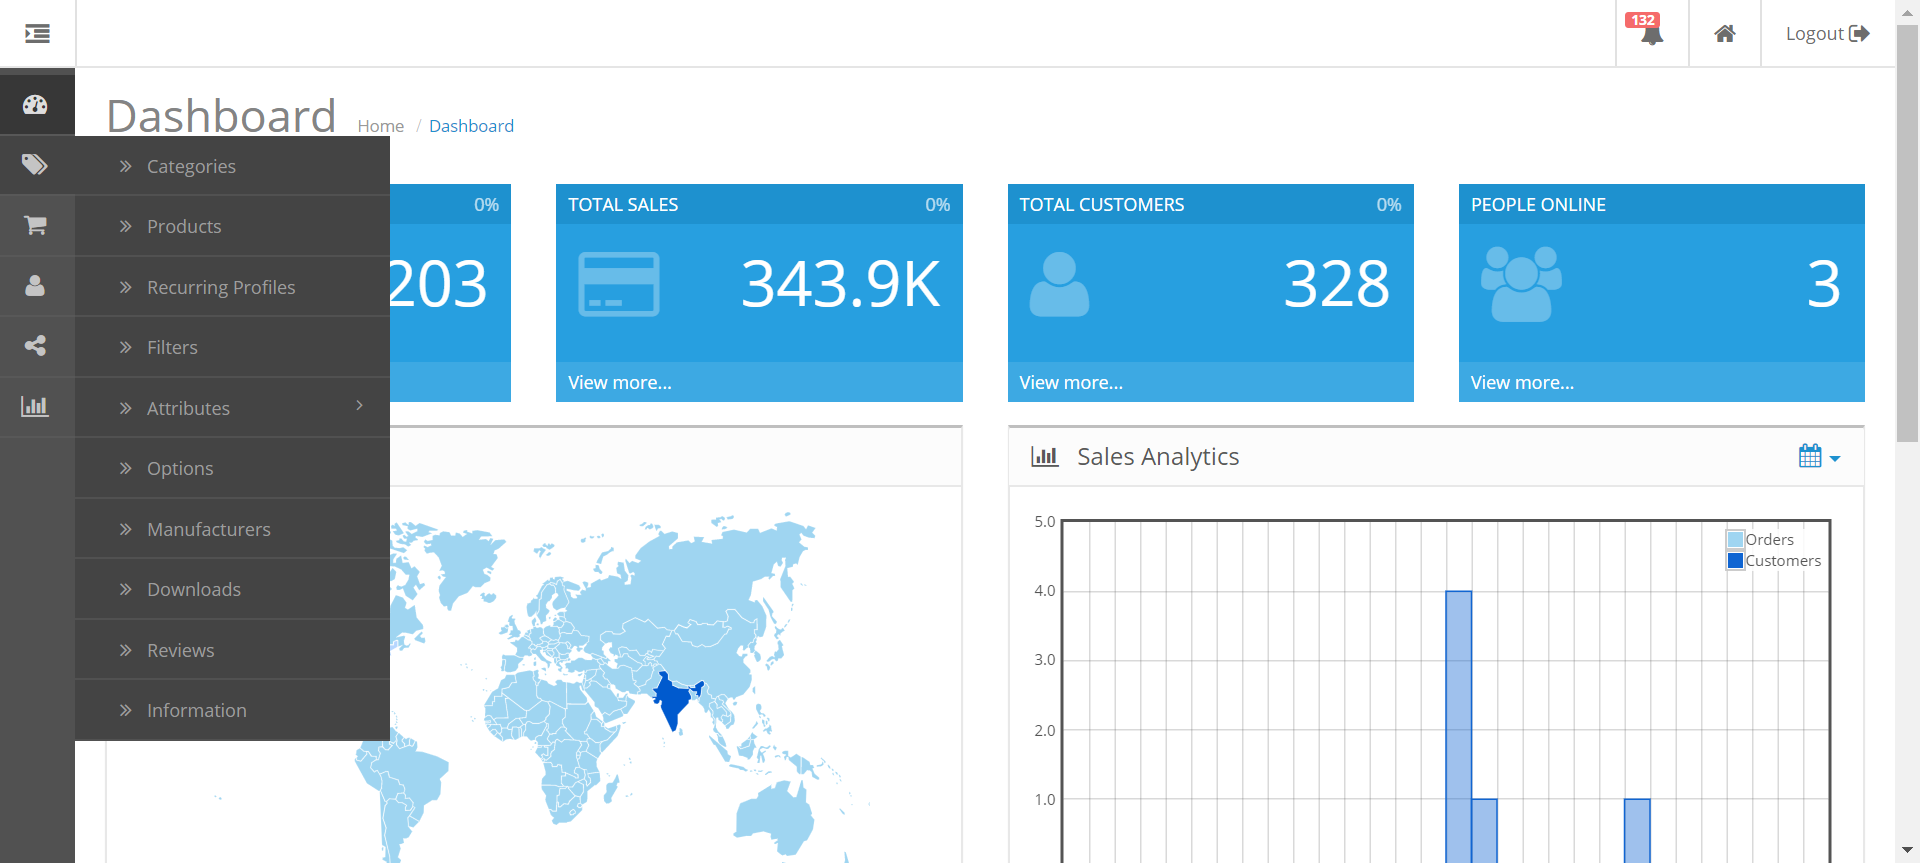 132
Logout
Dashboard
Home / Dashboard
Categories
Products
Recurring Profiles
Filters
Attributes
Options
Manufacturers
Downloads
Reviews
Information
0%
203
TOTAL SALES 0%
343.9K
View more...
TOTAL CUSTOMERS 0%
328
View more...
PEOPLE ONLINE
3
View more...
Sales Analytics
5.0
4.0
3.0
2.0
1.0
Orders
Customers